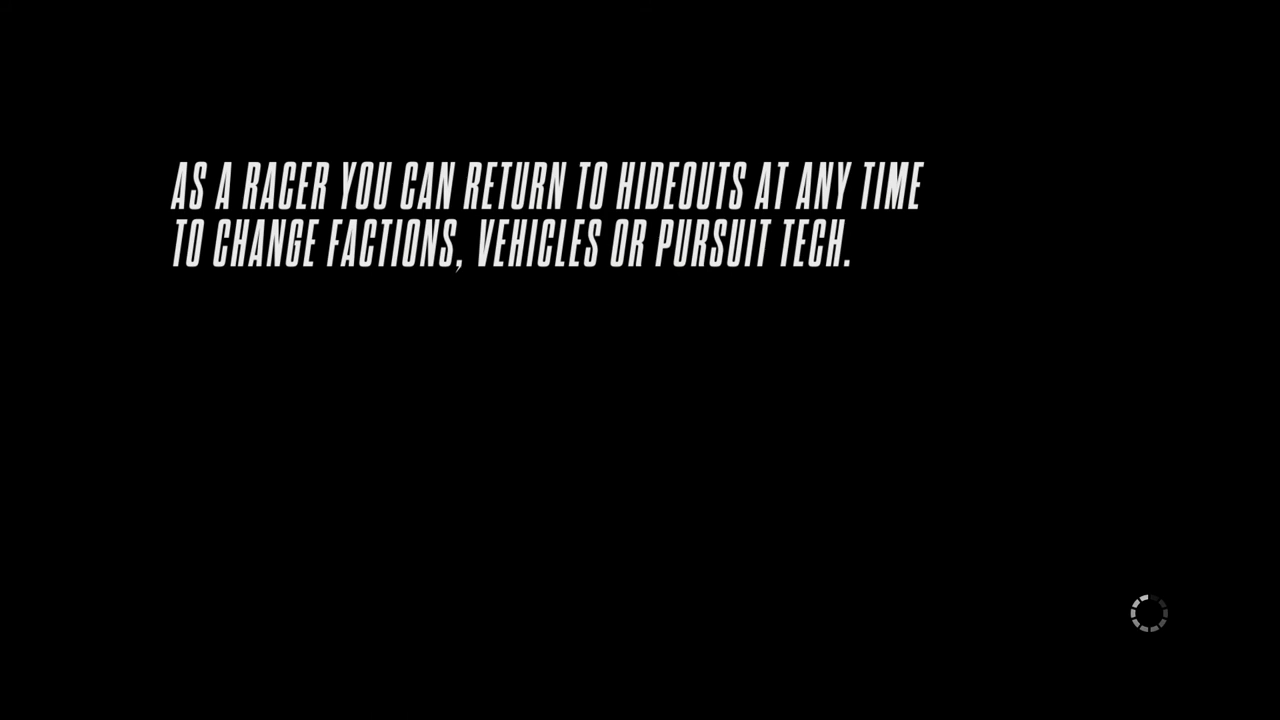 AS A RACER YOU CAN RETURN TO HIDEOUTS AT ANY TIME
TO CHANGE FACTIONS, VEHICLES OR PURSUIT TECH.